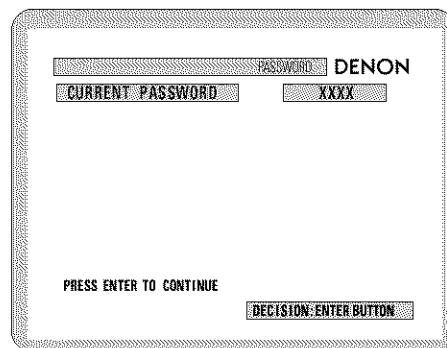 PASSWORD DENON
CURRENT PASSWORD XXXX
PRESS ENTER TO CONTINUE
DECISION:ENTER BUTTON